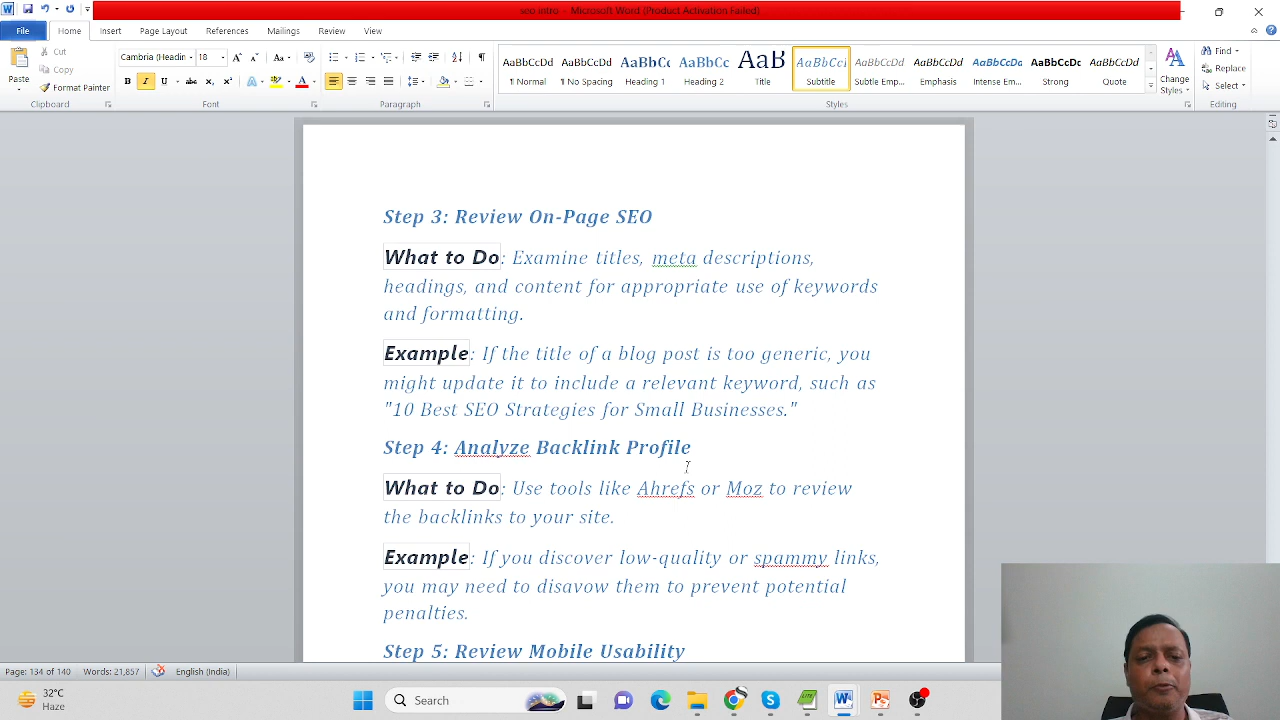 seo intro - Microsoft Word (Product Activation Failed)
File Home Insert Page Layout References Mailings Review View
Cut
Copy
Format Painter
Paste
Clipboard
Cambria (Headin 18
Font
Paragraph
AaBbCcDc AaBbCcDc AaBbCc AaBbCc AaB AaBbCcI AaBbCcDc AaBbCcDc AaBbCcDc AaBbCcDc AaBbCcDc
¶ Normal ¶ No Spacing Heading 1 Heading 2 Title Subtitle Subtle Emp... Emphasis Intense Em... Strong Quote
Styles
Change
Styles
Find
Replace
Select
Editing
Step 3: Review On-Page SEO
What to Do: Examine titles, meta descriptions,
headings, and content for appropriate use of keywords
and formatting.
Example: If the title of a blog post is too generic, you
might update it to include a relevant keyword, such as
"10 Best SEO Strategies for Small Businesses."
Step 4: Analyze Backlink Profile
What to Do: Use tools like Ahrefs or Moz to review
the backlinks to your site.
Example: If you discover low-quality or spammy links,
you may need to disavow them to prevent potential
penalties.
Step 5: Review Mobile Usability
Page: 134 of 140 Words: 21,857 English (India)
32°C
Haze
Search